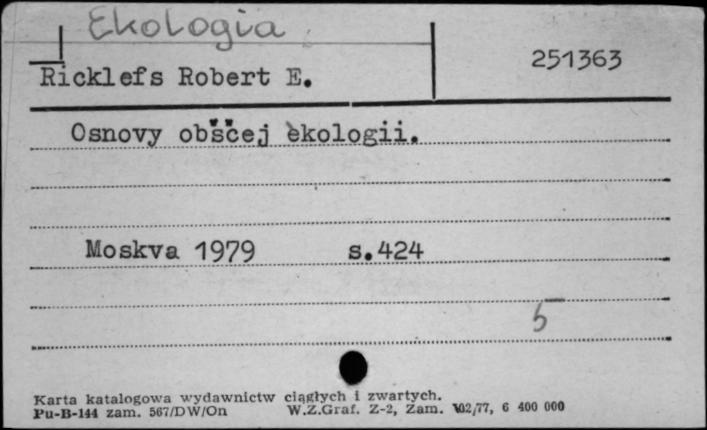 Ekologia
251363
Ricklefs Robert E.
Osnovy obščej èkologii.
Moskva 1979 s.424
5
Karta katalogowa wydawnictw ciągłych i zwartych.
Pu-B-144 zam. 567/DW/On W.Z.Graf. Z-2, Zam. 102/77, 6 400 000